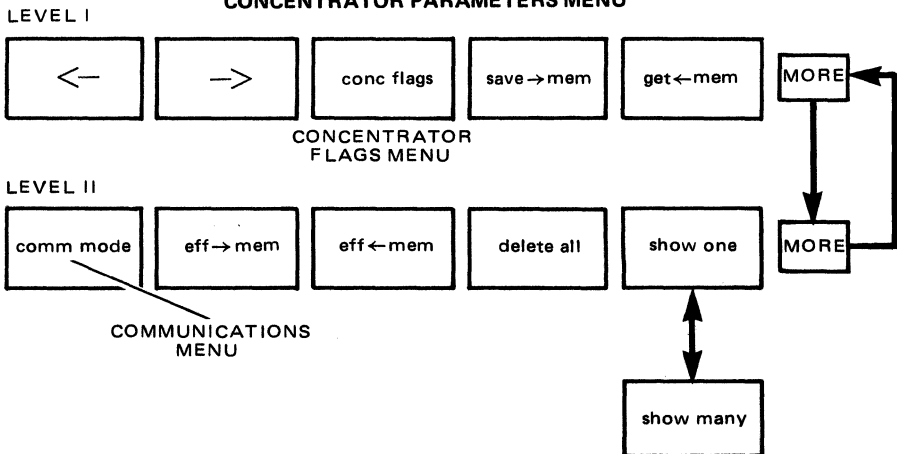 CONCENTRATOR PARAMETERS MENU
LEVEL I
<- -> conc flags save→mem get←mem MORE
CONCENTRATOR
FLAGS MENU
LEVEL II
comm mode eff→mem eff←mem delete all show one MORE
COMMUNICATIONS
MENU
show many